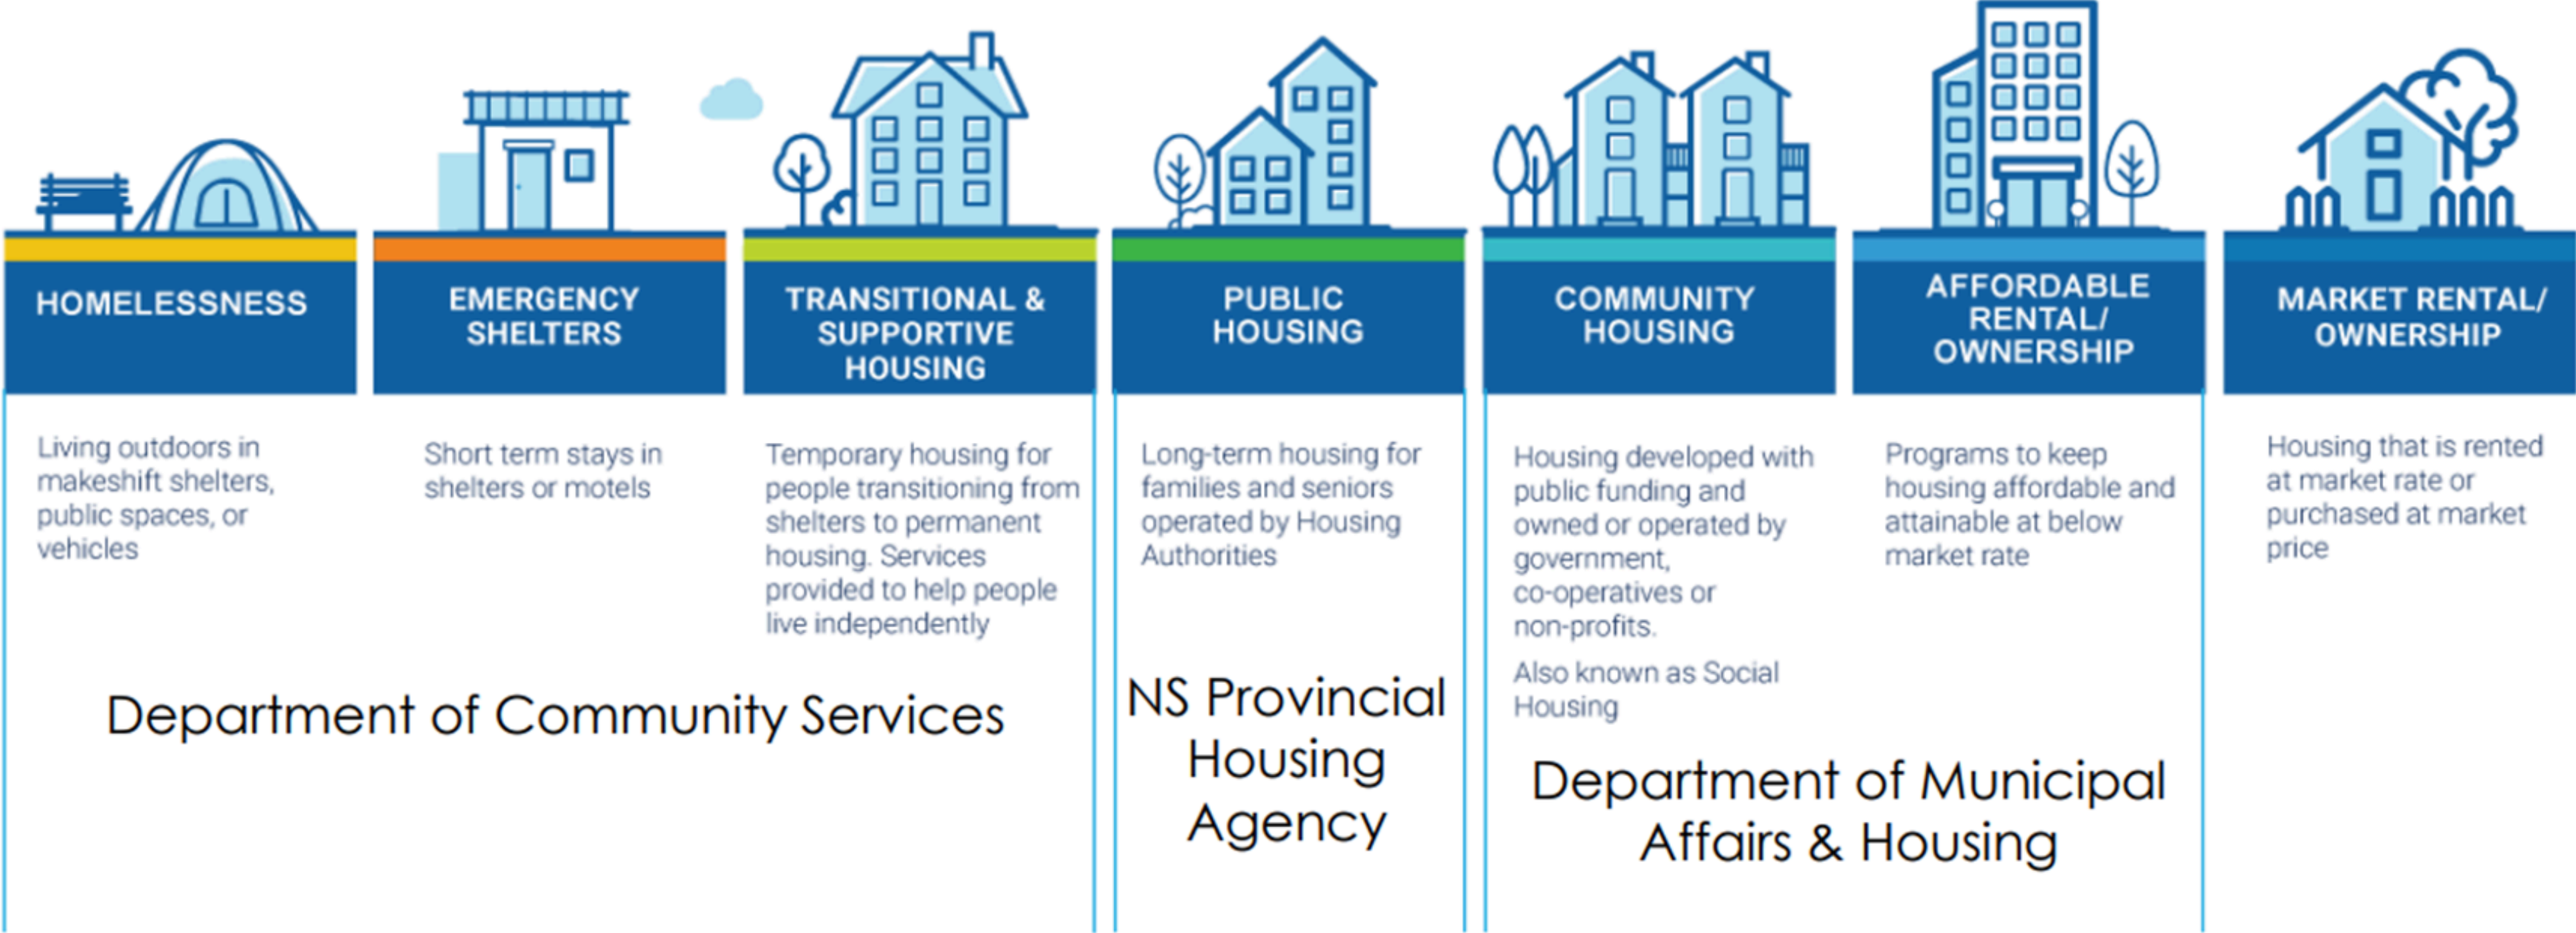 HOMELESSNESS
Living outdoors in
makeshift shelters,
public spaces, or
vehicles
EMERGENCY
SHELTERS
Short term stays in
shelters or motels
TRANSITIONAL &
SUPPORTIVE
HOUSING
Temporary housing for
people transitioning from
shelters to permanent
housing. Services
provided to help people
live independently
Department of Community Services
PUBLIC
HOUSING
Long-term housing for
families and seniors
operated by Housing
Authorities
NS Provincial
Housing
Agency
COMMUNITY
HOUSING
Housing developed with
public funding and
owned or operated by
government,
co-operatives or
non-profits.
Also known as Social
Housing
AFFORDABLE
RENTAL/
OWNERSHIP
Programs to keep
housing affordable and
attainable at below
market rate
Department of Municipal
Affairs & Housing
MARKET RENTAL/
OWNERSHIP
Housing that is rented
at market rate or
purchased at market
price